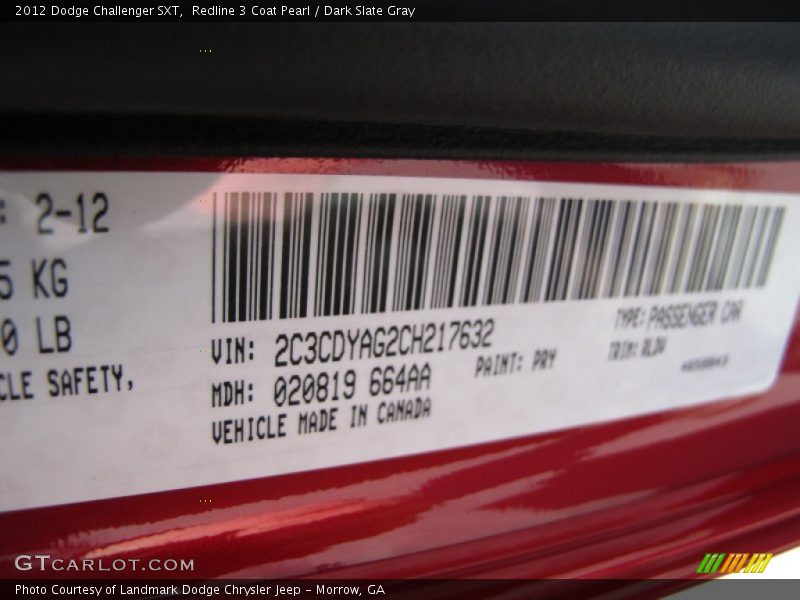 2012 Dodge Challenger SXT,  Redline 3 Coat Pearl / Dark Slate Gray
: 2-12
5 KG
0 LB
CLE SAFETY,
VIN: 2C3CDYAG2CH217632
TYPE: PASSENGER CAR
MDH: 020819 664AA
PAINT: PRY
TRIM:
VEHICLE MADE IN CANADA
GTCARLOT.COM
Photo Courtesy of Landmark Dodge Chrysler Jeep - Morrow, GA